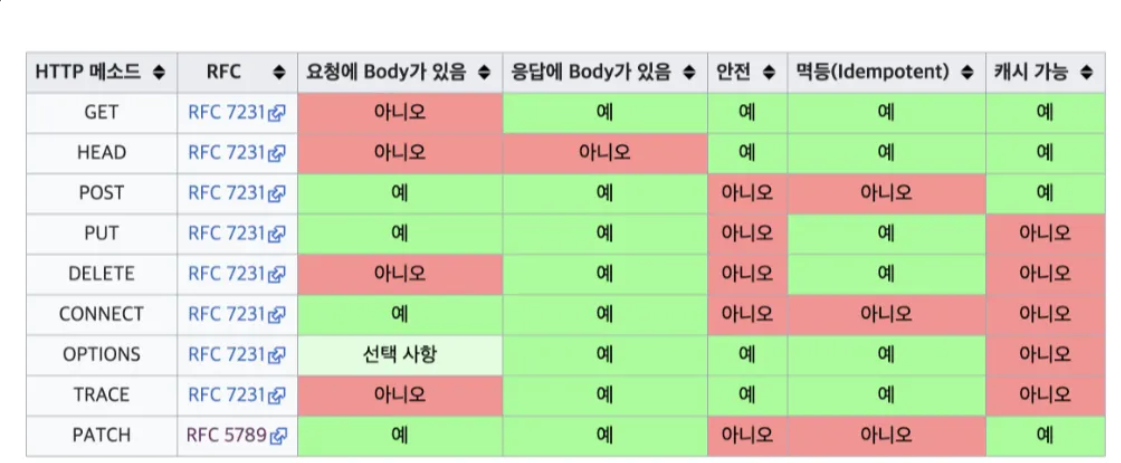 HTTP 메소드 RFC 요청에 Body가 있음 응답에 Body가 있음 안전 멱등(Idempotent) 캐시 가능
GET RFC 7231 아니오 예 예 예 예
HEAD RFC 7231 아니오 아니오 예 예 예
POST RFC 7231 예 예 아니오 아니오 예
PUT RFC 7231 예 예 아니오 예 아니오
DELETE RFC 7231 아니오 예 아니오 예 아니오
CONNECT RFC 7231 예 예 아니오 아니오 아니오
OPTIONS RFC 7231 선택 사항 예 예 예 아니오
TRACE RFC 7231 아니오 예 예 예 아니오
PATCH RFC 5789 예 예 아니오 아니오 예